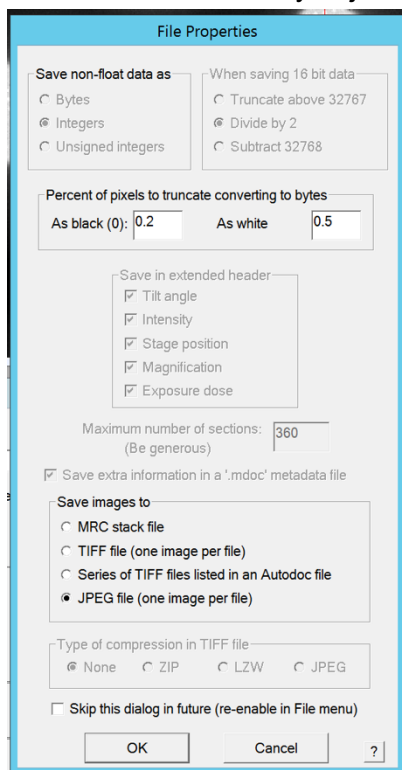 File Properties
Save non-float data as
When saving 16 bit data
Bytes
Truncate above 32767
Integers
Divide by 2
Unsigned integers
Subtract 32768
Percent of pixels to truncate converting to bytes
As black (0): 0.2 As white 0.5
Save in extended header
Tilt angle
Intensity
Stage position
Magnification
Exposure dose
Maximum number of sections: 360
(Be generous)
Save extra information in a '.mdoc' metadata file
Save images to
MRC stack file
TIFF file (one image per file)
Series of TIFF files listed in an Autodoc file
JPEG file (one image per file)
Type of compression in TIFF file
None ZIP LZW JPEG
Skip this dialog in future (re-enable in File menu)
OK Cancel ?